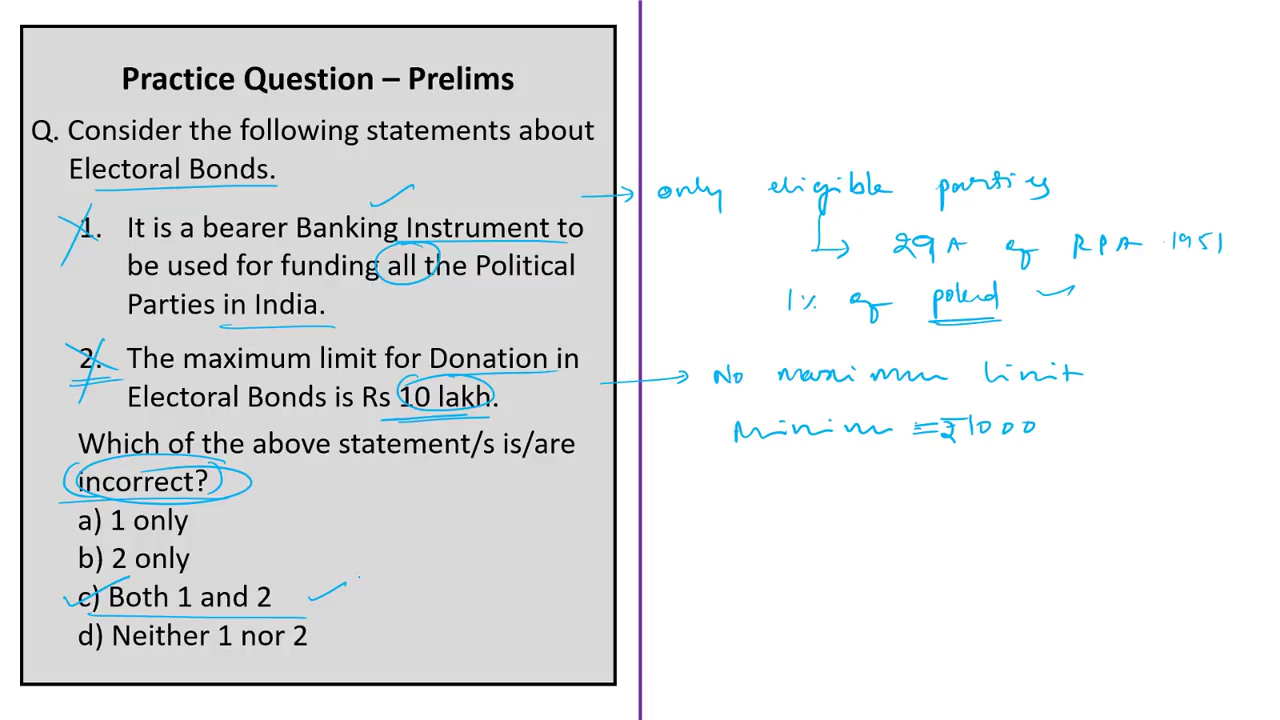 Practice Question – Prelims
Q. Consider the following statements about
Electoral Bonds.
1. It is a bearer Banking Instrument to
be used for funding all the Political
Parties in India.
2. The maximum limit for Donation in
Electoral Bonds is Rs 10 lakh.
Which of the above statement/s is/are
incorrect?
a) 1 only
b) 2 only
c) Both 1 and 2
d) Neither 1 nor 2
only eligible parties
29A of RPA 1951
1% of poled
No maximum limit
Minimum = ₹1000